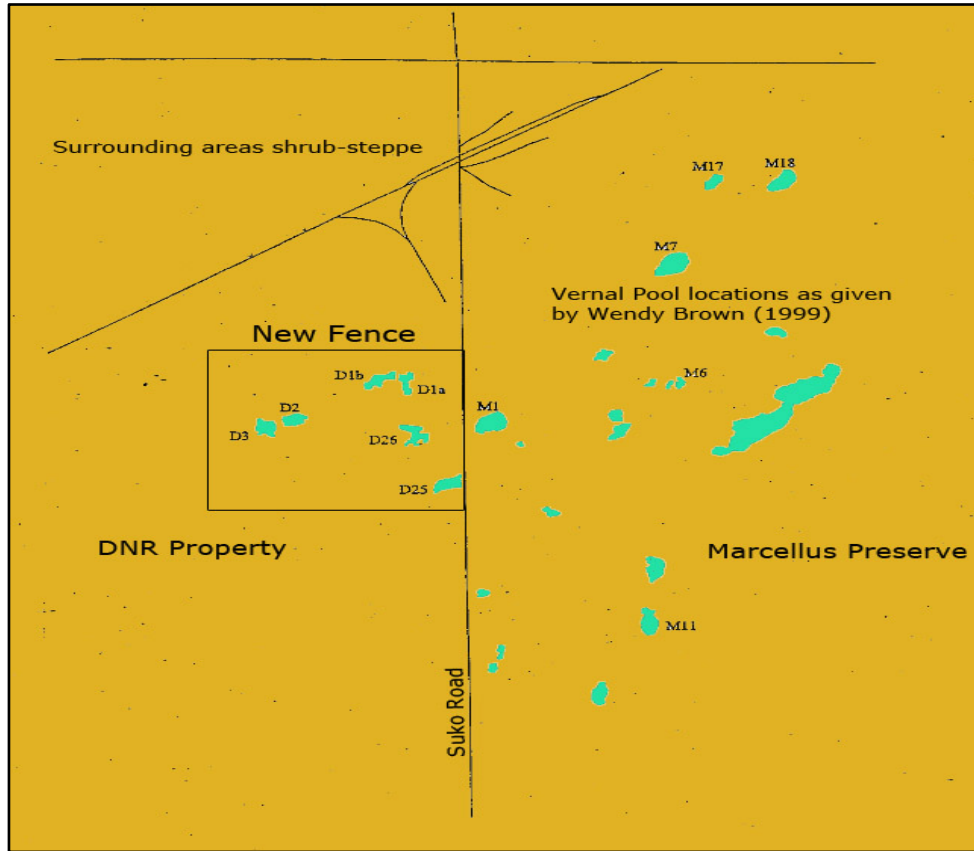 Surrounding areas shrub-steppe
M17
M18
M7
Vernal Pool locations as given
by Wendy Brown (1999)
New Fence
D1b
D1a
M6
D2
M1
D3
D26
D25
DNR Property
Marcellus Preserve
M11
Suko Road